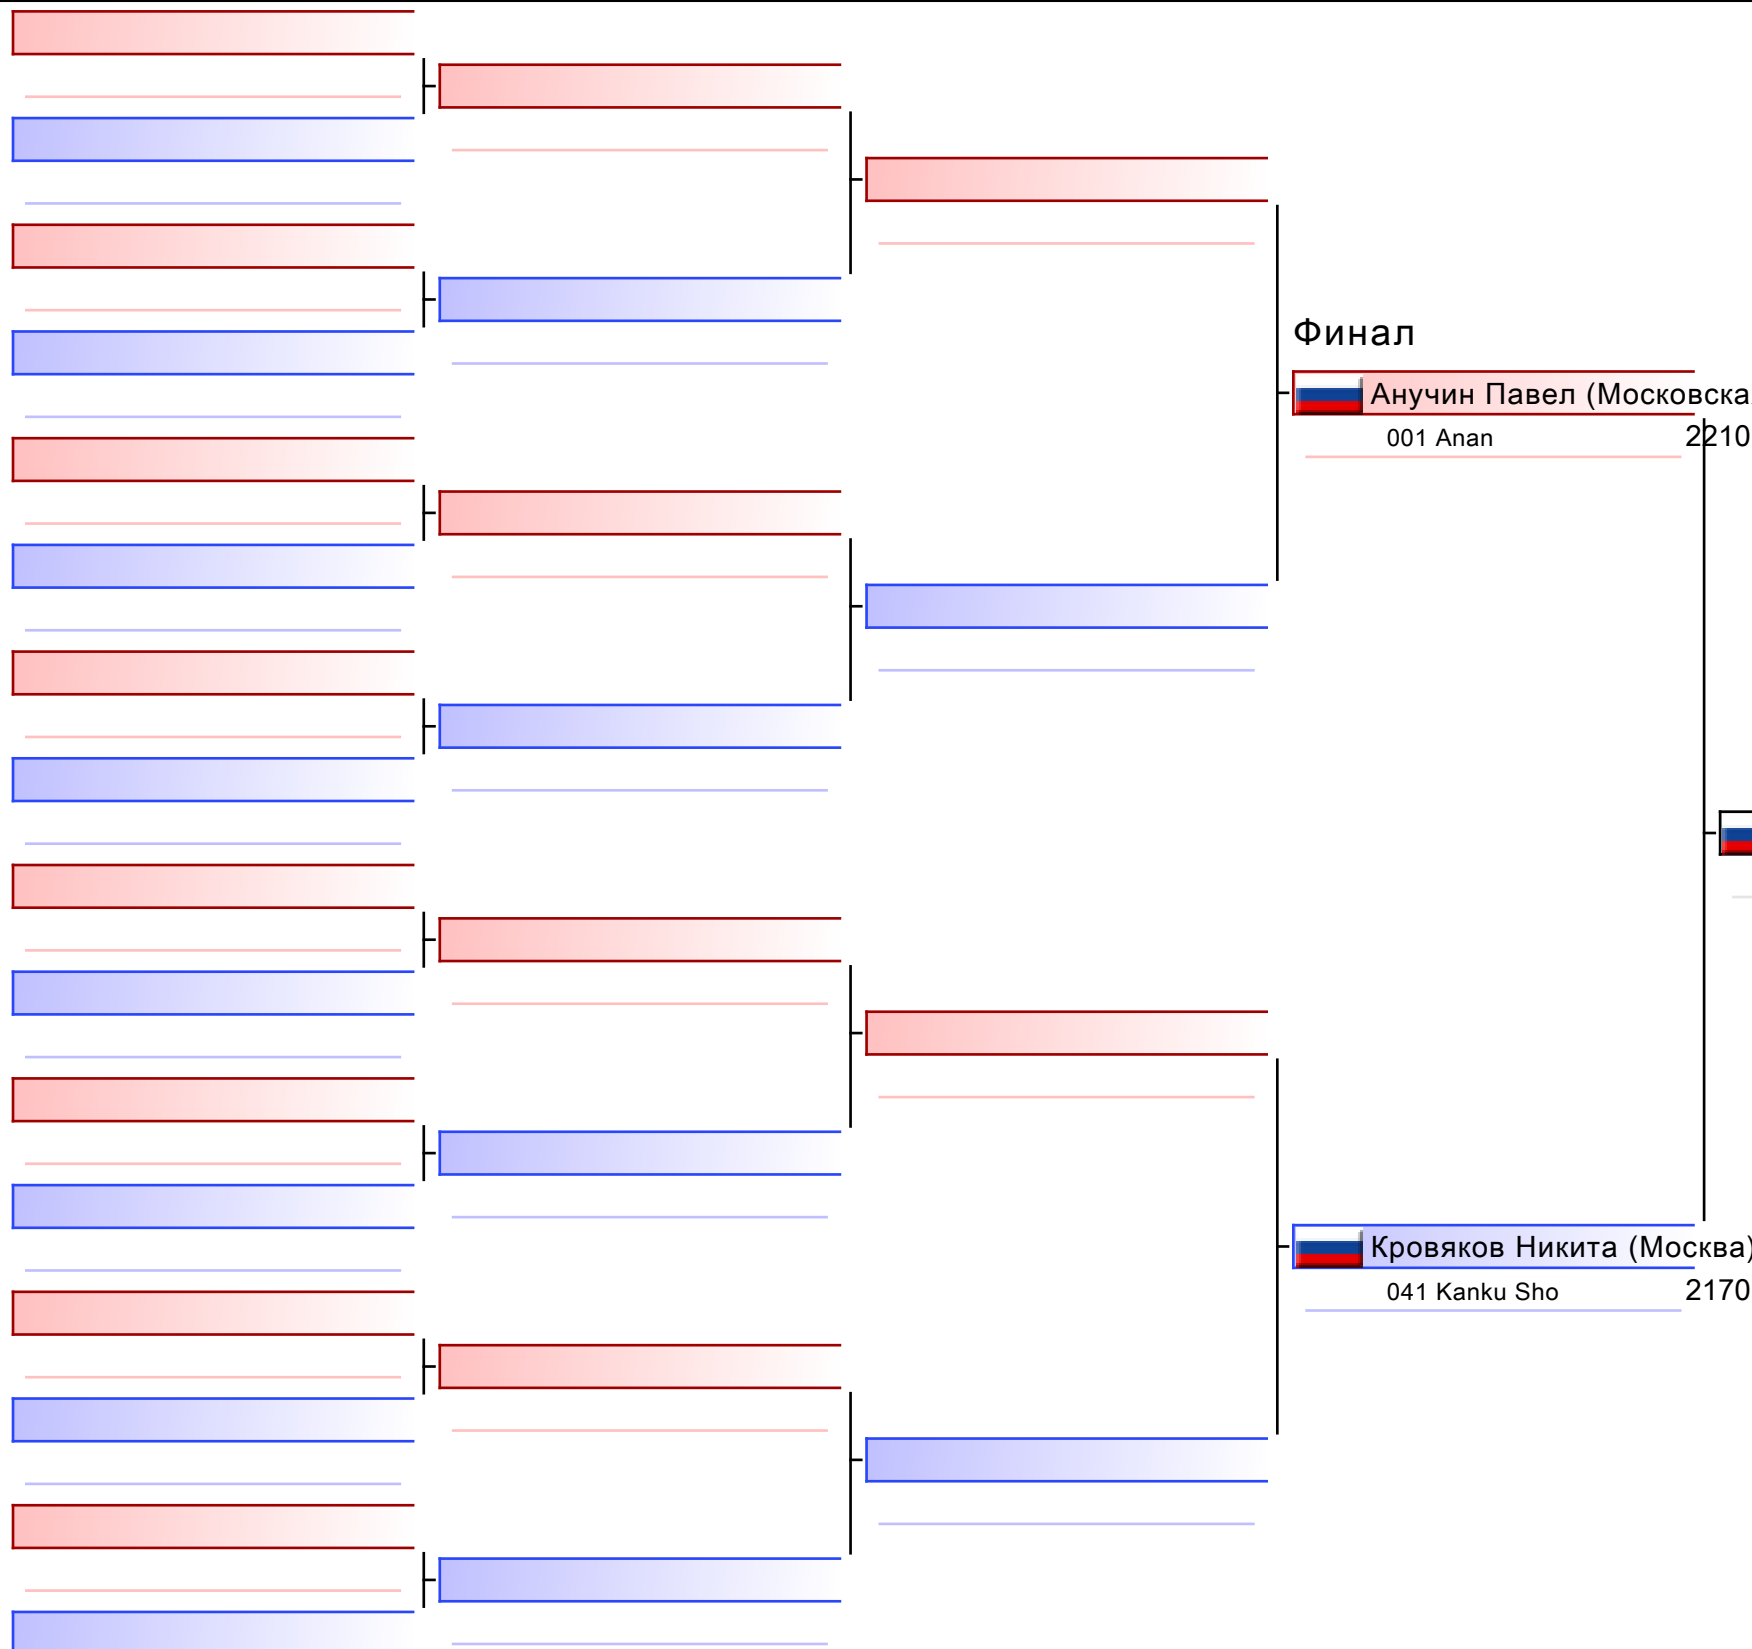 Финал
Анучин Павел (Московска
001 Anan 2210
Кровяков Никита (Москва)
041 Kanku Sho 2170